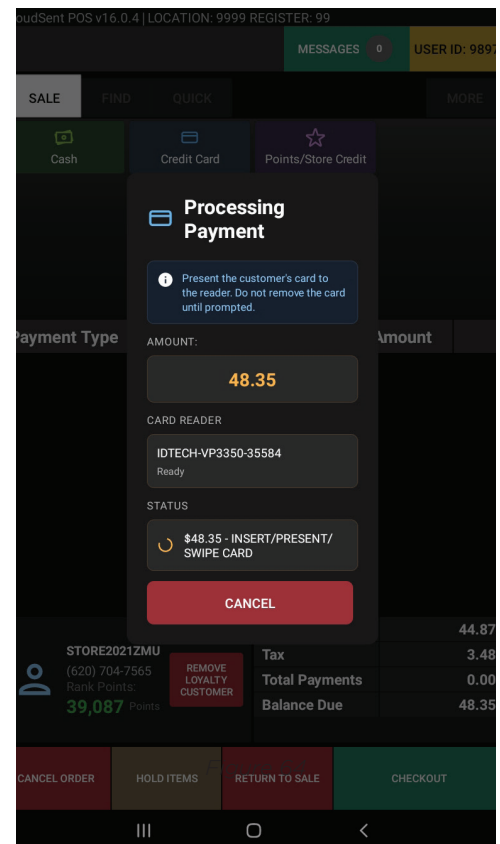 oudSent POS v16.0.4 | LOCATION: 9999 REGISTER: 99
MESSAGES 0 USER ID: 9897
SALE FIND QUICK MORE
Cash Credit Card Points/Store Credit
Processing
Payment
Present the customer's card to
the reader. Do not remove the card
until prompted.
Payment Type Amount
AMOUNT:
48.35
CARD READER
IDTECH-VP3350-35584
Ready
STATUS
$48.35 - INSERT/PRESENT/
SWIPE CARD
CANCEL
44.87
STORE2021ZMU
Tax 3.48
(620) 704-7565
Rank Points:
39,087 Points
REMOVE
LOYALTY
CUSTOMER
Total Payments 0.00
Balance Due 48.35
CANCEL ORDER HOLD ITEMS RETURN TO SALE CHECKOUT